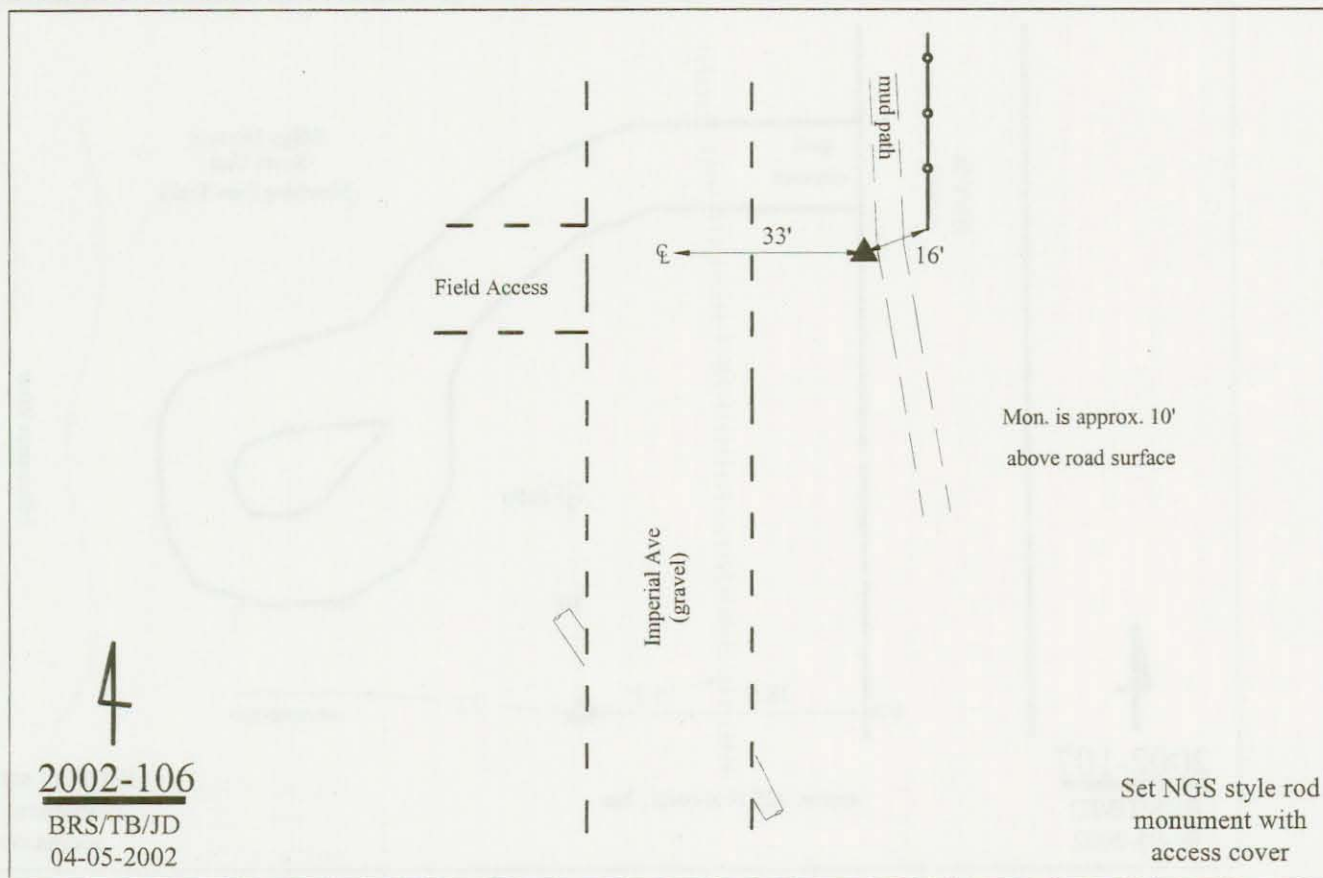 mud path
33'
℄
16'
Field Access
Mon. is approx. 10'
above road surface
Imperial Ave
(gravel)
2002-106
BRS/TB/JD
04-05-2002
Set NGS style rod
monument with
access cover